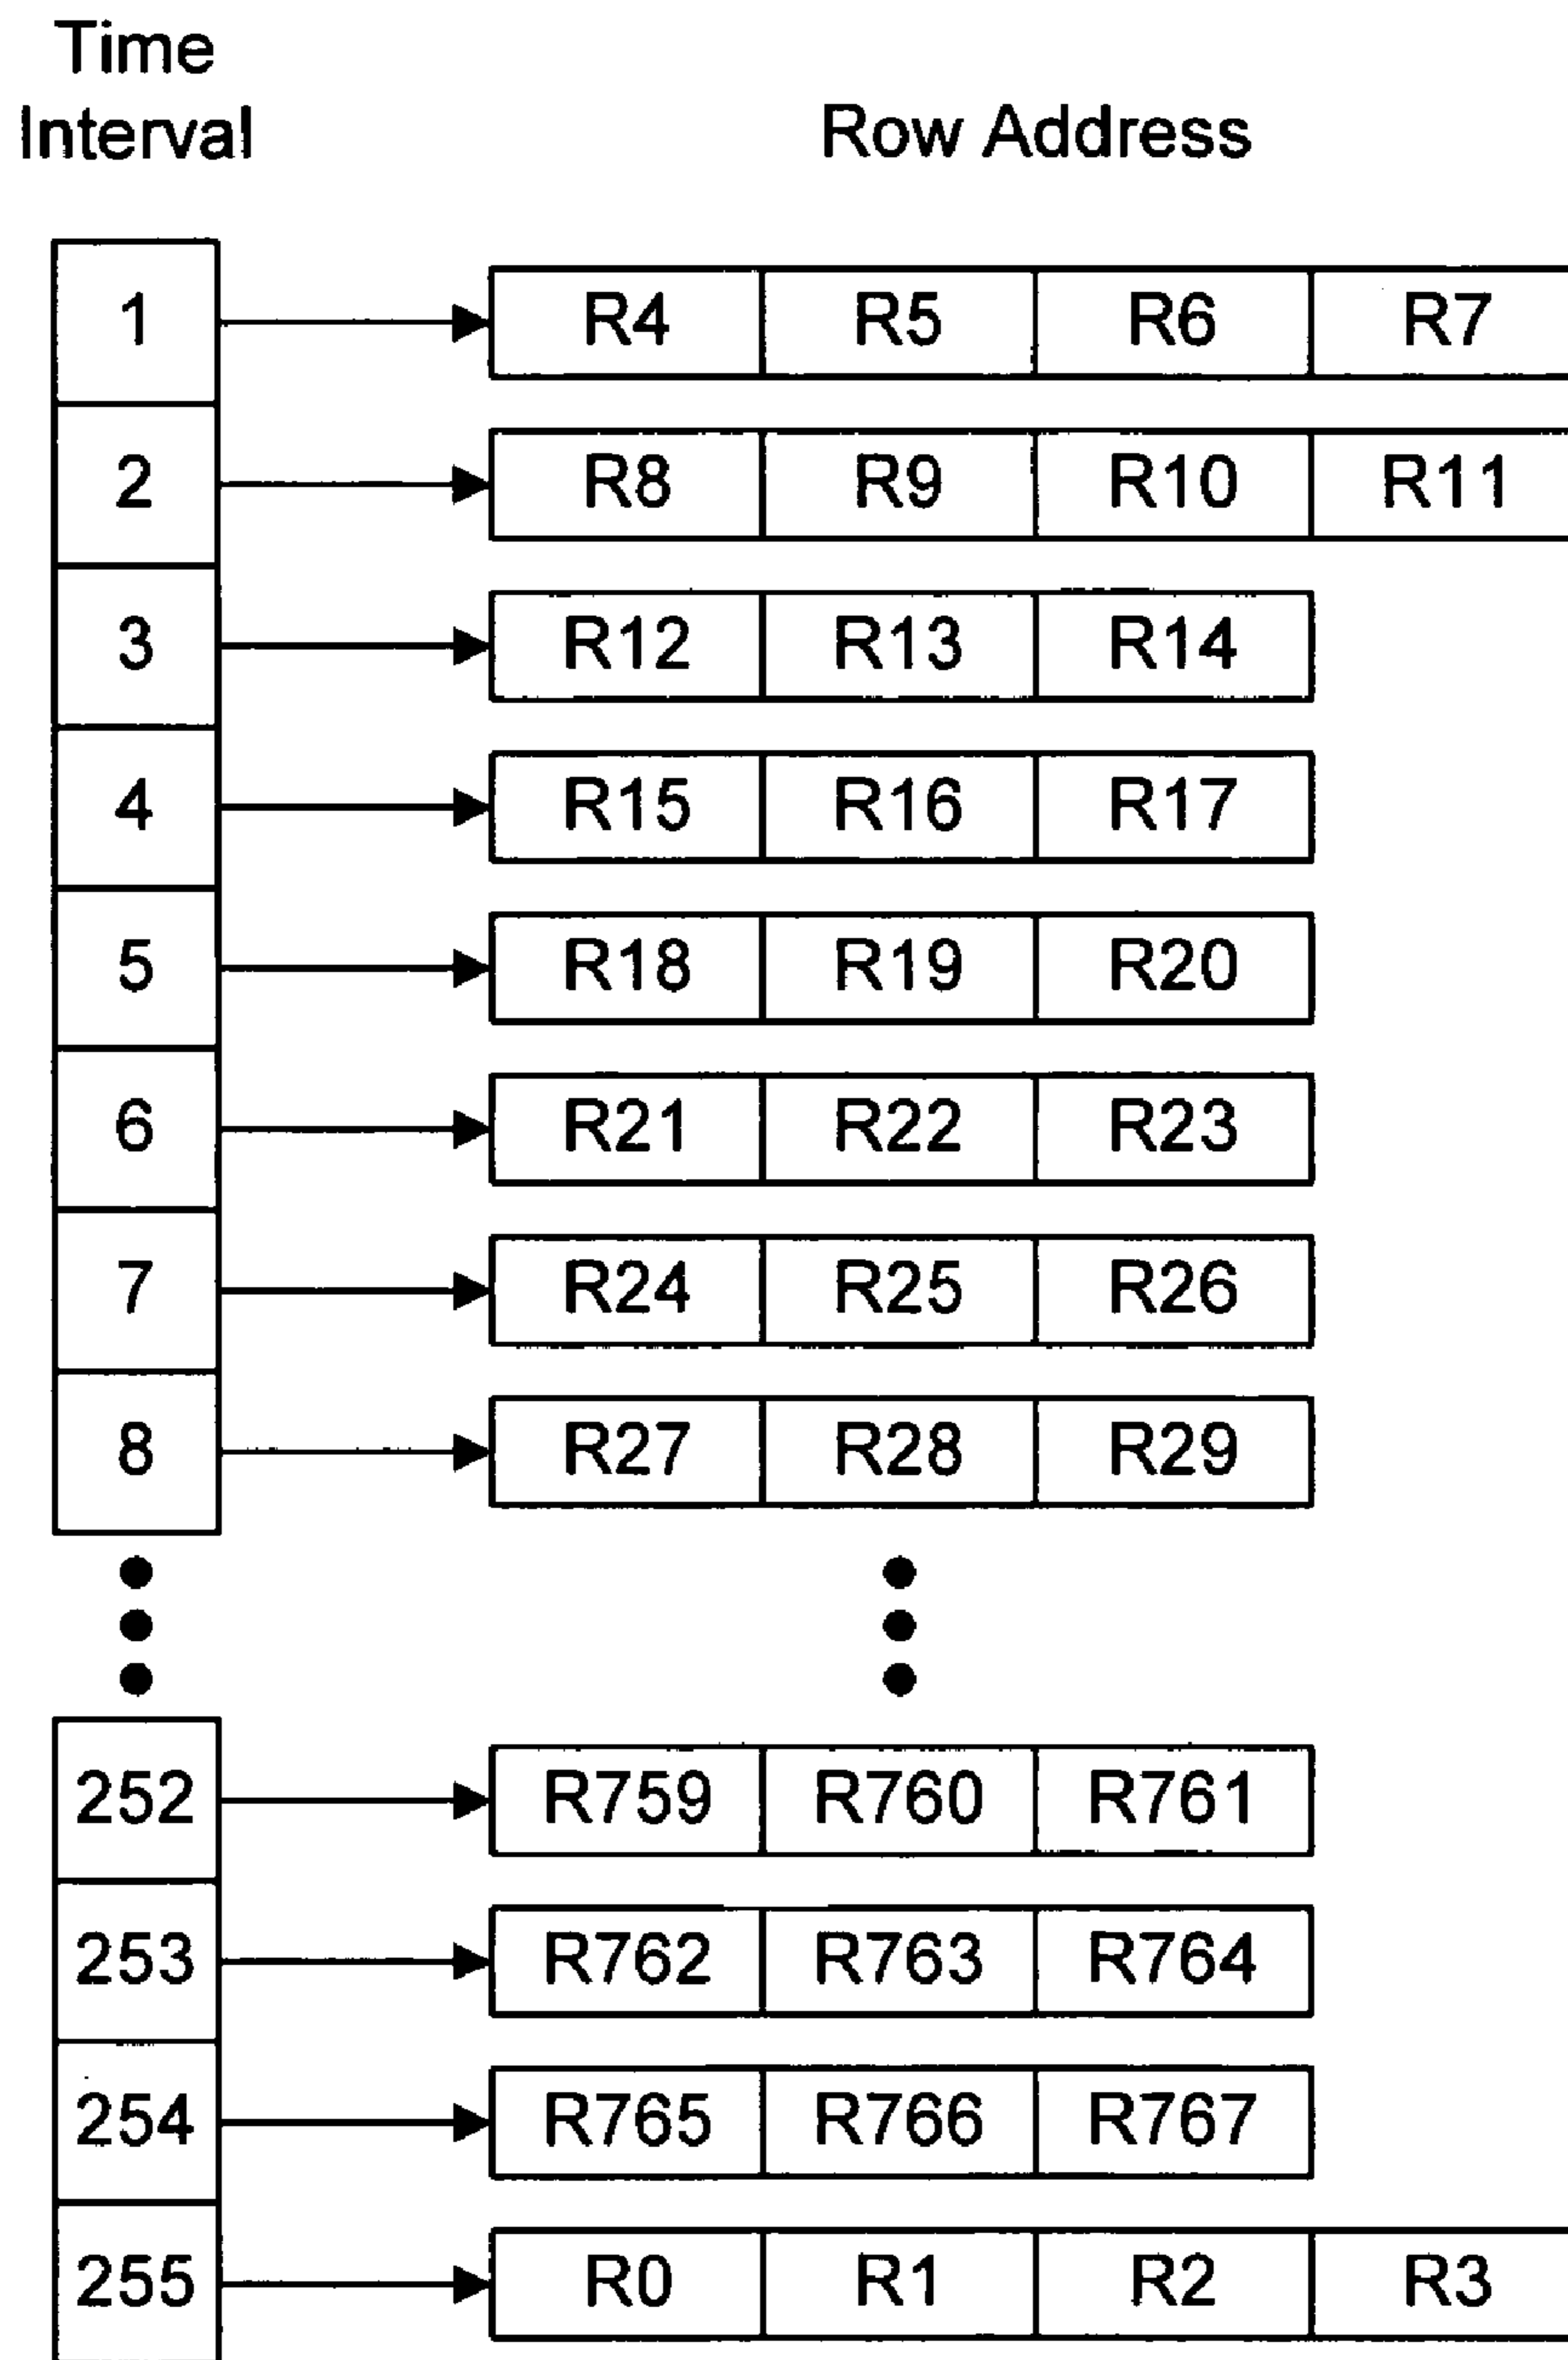 Time
Interval
Row Address
1 R4 R5 R6 R7
2 R8 R9 R10 R11
3 R12 R13 R14
4 R15 R16 R17
5 R18 R19 R20
6 R21 R22 R23
7 R24 R25 R26
8 R27 R28 R29
252 R759 R760 R761
253 R762 R763 R764
254 R765 R766 R767
255 R0 R1 R2 R3